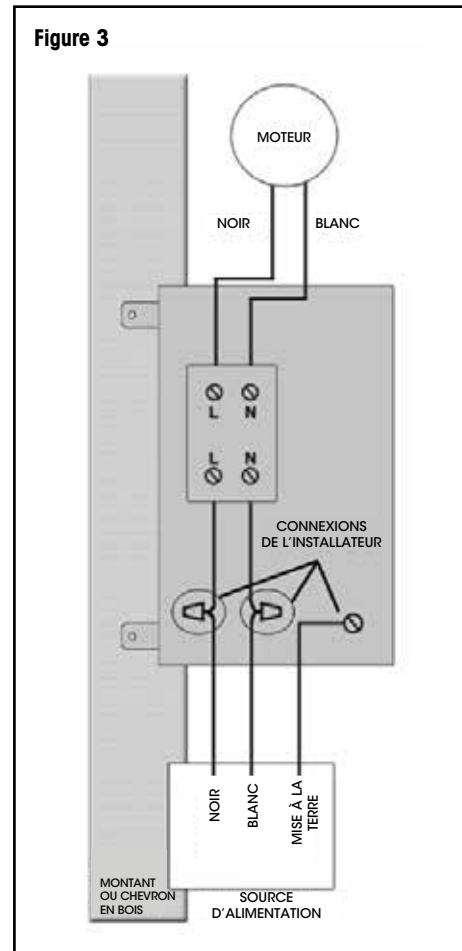 Figure 3
MOTEUR
NOIR
BLANC
L
N
L
N
CONNEXIONS
DE L'INSTALLATEUR
NOIR
BLANC
MISE À LA
TERRE
MONTANT
OU CHEVRON
EN BOIS
SOURCE
D'ALIMENTATION